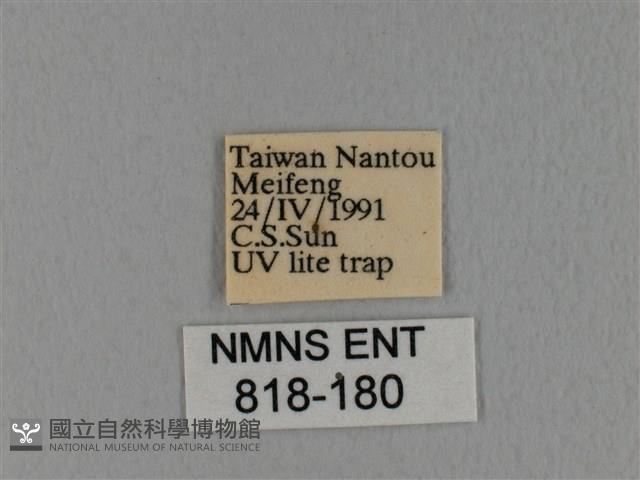 Taiwan Nantou
Meifeng
24/IV/1991
C.S.Sun
UV lite trap
NMNS ENT
818-180
國立自然科學博物館
NATIONAL MUSEUM OF NATURAL SCIENCE